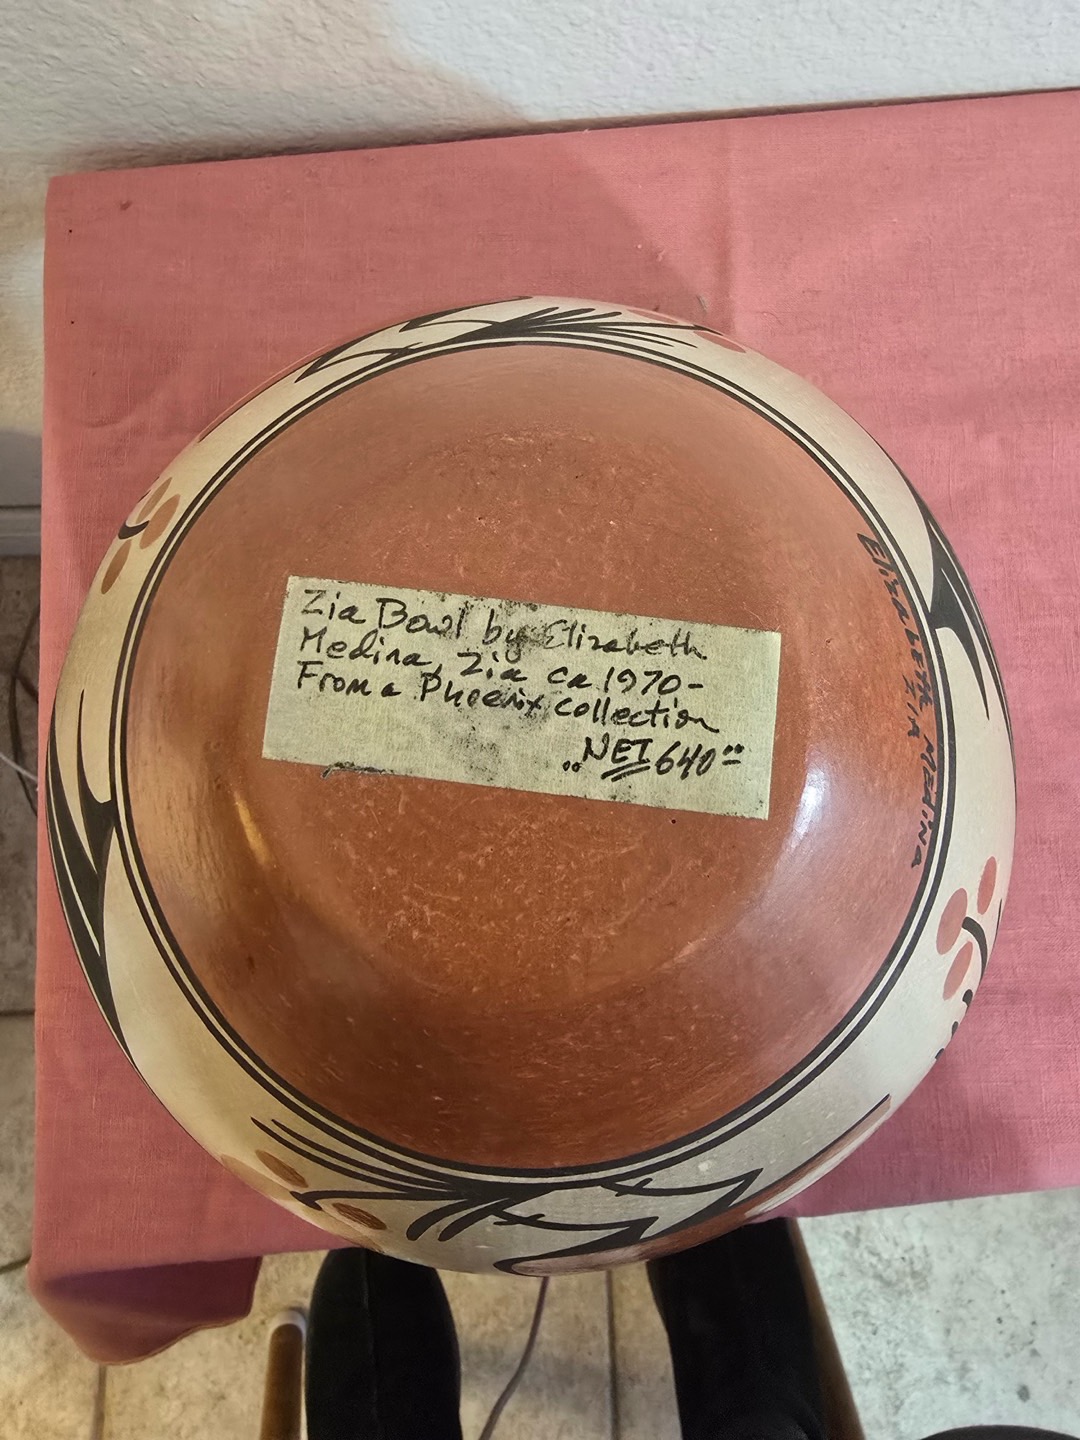 Zia Bowl by Elizabeth
Medina, Zia ca 1970-
From a Phoenix collection
"NET 640"=
ElizabETH MEdiNa
ZIA